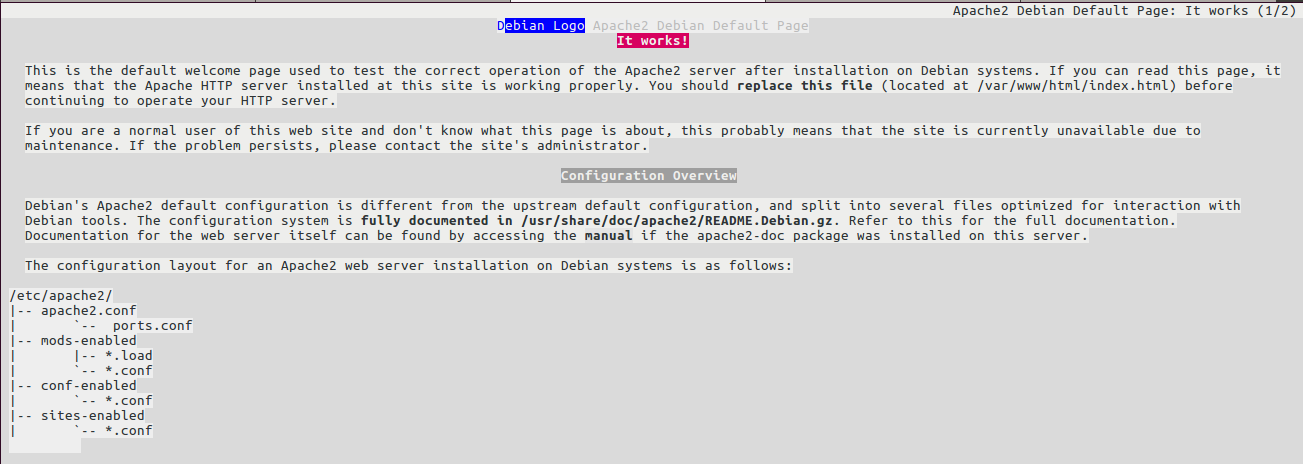 Apache2 Debian Default Page: It works (1/2)
Debian Logo Apache2 Debian Default Page
It works!
This is the default welcome page used to test the correct operation of the Apache2 server after installation on Debian systems. If you can read this page, it
means that the Apache HTTP server installed at this site is working properly. You should replace this file (located at /var/www/html/index.html) before
continuing to operate your HTTP server.
If you are a normal user of this web site and don't know what this page is about, this probably means that the site is currently unavailable due to
maintenance. If the problem persists, please contact the site's administrator.
Configuration Overview
Debian's Apache2 default configuration is different from the upstream default configuration, and split into several files optimized for interaction with
Debian tools. The configuration system is fully documented in /usr/share/doc/apache2/README.Debian.gz. Refer to this for the full documentation.
Documentation for the web server itself can be found by accessing the manual if the apache2-doc package was installed on this server.
The configuration layout for an Apache2 web server installation on Debian systems is as follows:
/etc/apache2/
|-- apache2.conf
|       `--  ports.conf
|-- mods-enabled
|       |-- *.load
|       `-- *.conf
|-- conf-enabled
|       `-- *.conf
|-- sites-enabled
|       `-- *.conf